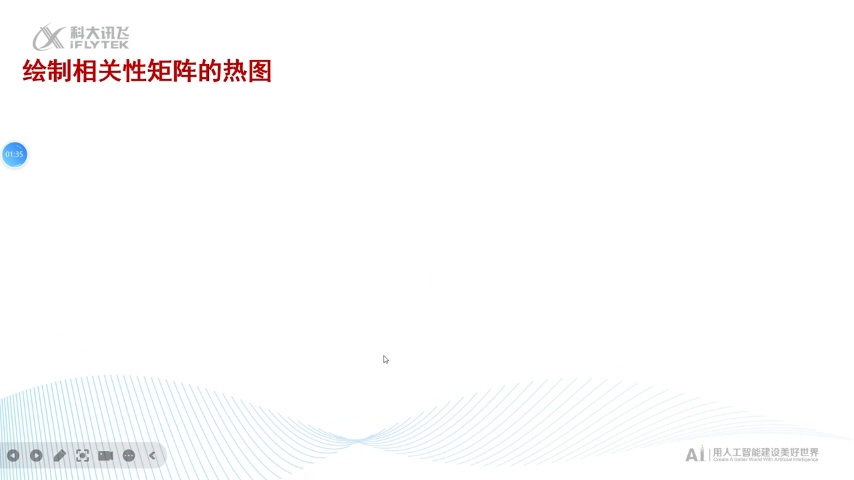 科大讯飞
iFLYTEK
绘制相关性矩阵的热图
01:35
AI 用人工智能建设美好世界
Create A Better World With Artificial Intelligence